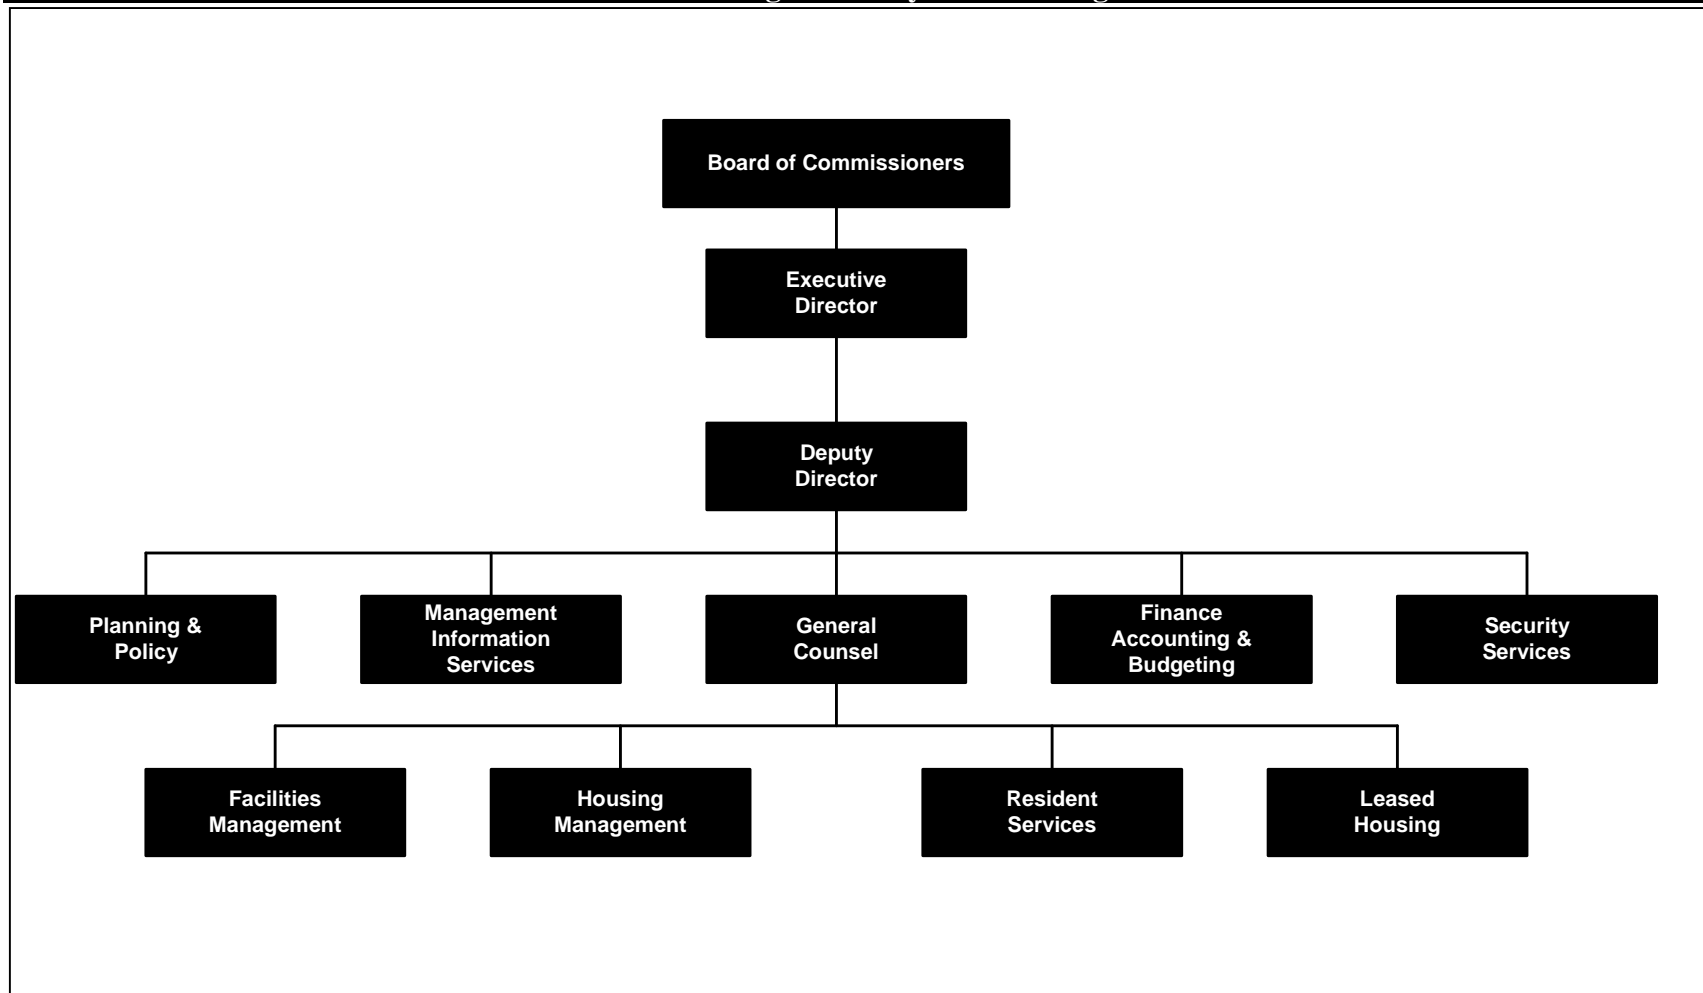 Board of Commissioners
Executive
Director
Deputy
Director
Planning &
Policy
Management
Information
Services
General
Counsel
Finance
Accounting &
Budgeting
Security
Services
Facilities
Management
Housing
Management
Resident
Services
Leased
Housing